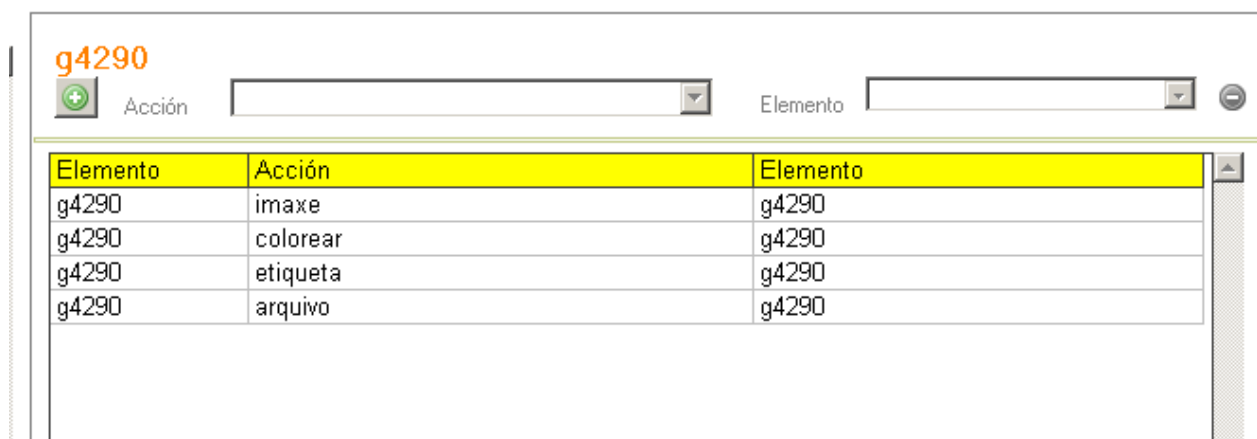 g4290
Acción Elemento
Elemento Acción Elemento
g4290 imaxe g4290
g4290 colorear g4290
g4290 etiqueta g4290
g4290 arquivo g4290